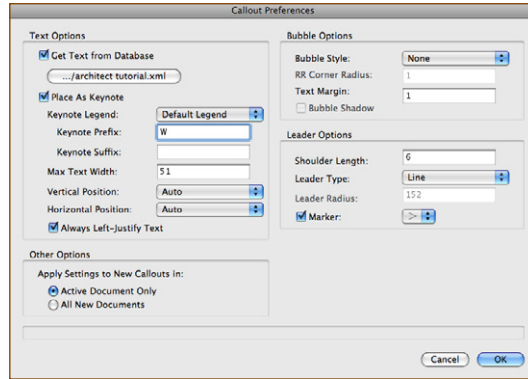 Callout Preferences
Text Options
Get Text from Database
.../architect tutorial.xml
Place As Keynote
Keynote Legend: Default Legend
Keynote Prefix: W
Keynote Suffix:
Max Text Width: 51
Vertical Position: Auto
Horizontal Position: Auto
Always Left-Justify Text
Other Options
Apply Settings to New Callouts in:
Active Document Only
All New Documents
Bubble Options
Bubble Style: None
RR Corner Radius: 1
Text Margin: 1
Bubble Shadow
Leader Options
Shoulder Length: 6
Leader Type: Line
Leader Radius: 152
Marker:
Cancel OK